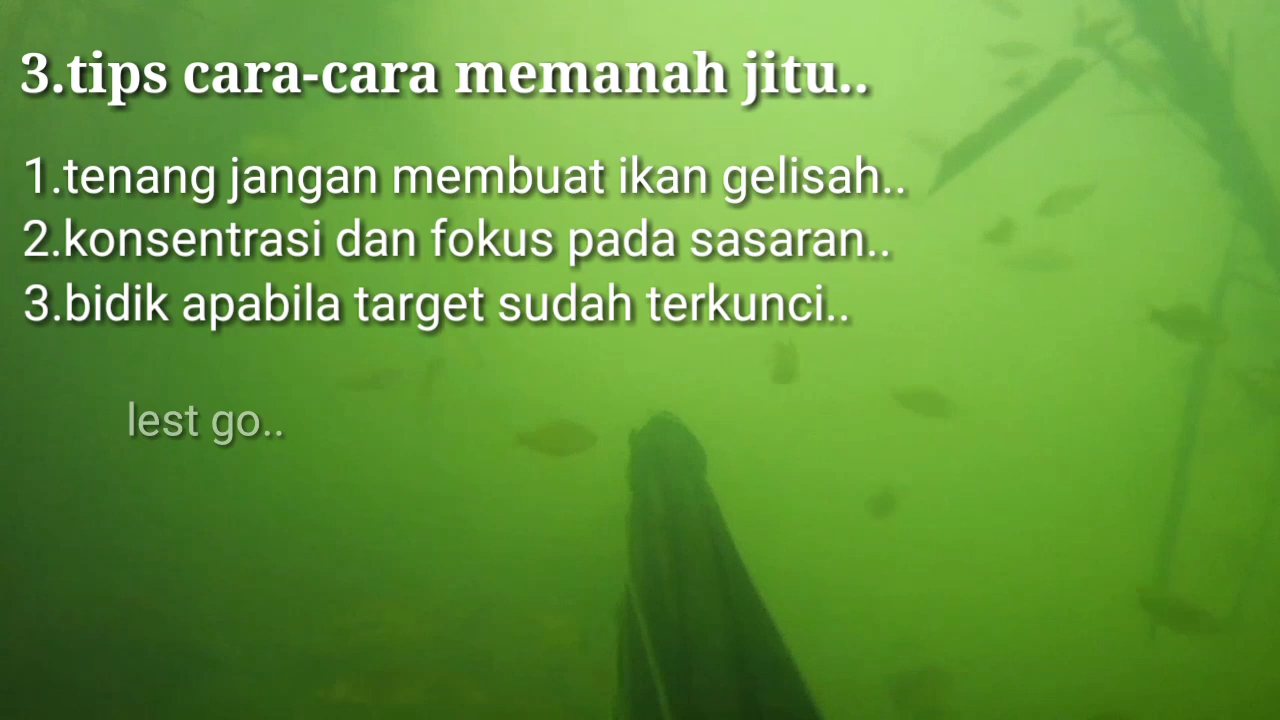 3.tips cara-cara memanah jitu..
1.tenang jangan membuat ikan gelisah..
2.konsentrasi dan fokus pada sasaran..
3.bidik apabila target sudah terkunci..
lest go..